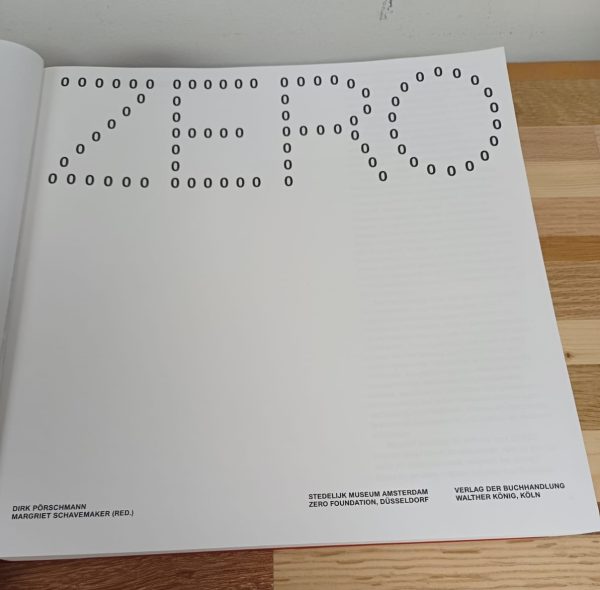 ZERO
DIRK PÖRSCHMANN
MARGRIET SCHAVEMAKER (RED.)
STEDELIJK MUSEUM AMSTERDAM
ZERO FOUNDATION, DÜSSELDORF
VERLAG DER BUCHHANDLUNG
WALTHER KÖNIG, KÖLN